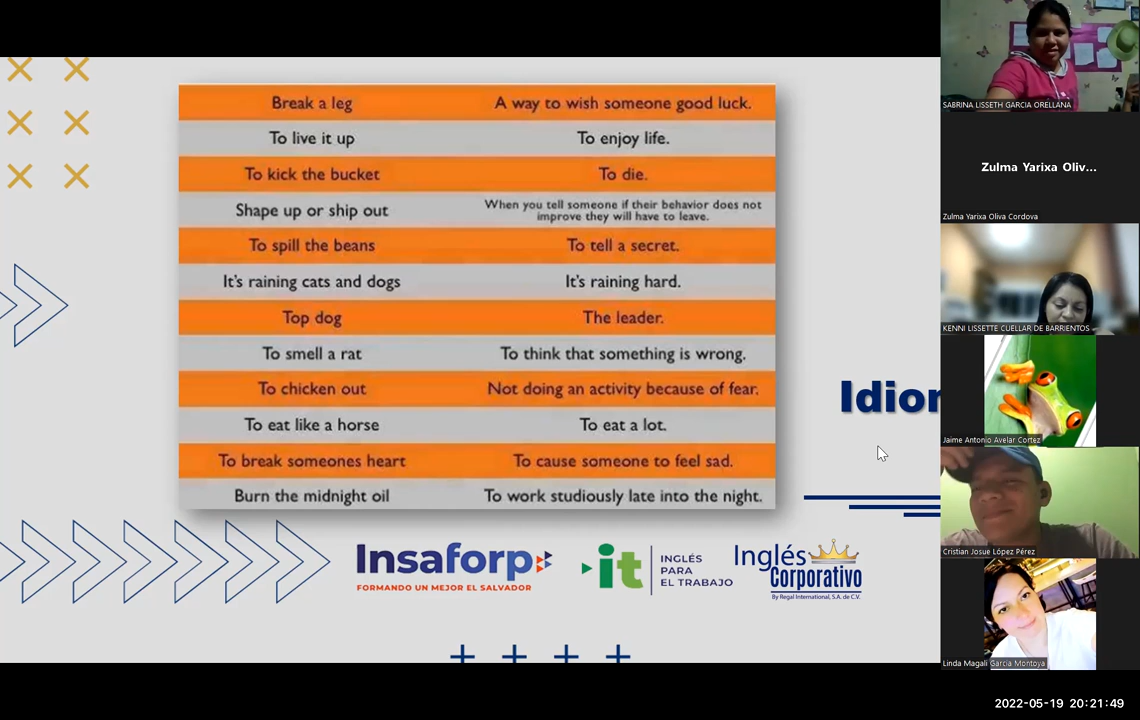 Break a leg
A way to wish someone good luck.
To live it up
To enjoy life.
To kick the bucket
To die.
Shape up or ship out
When you tell someone if their behavior does not
improve they will have to leave.
To spill the beans
To tell a secret.
It's raining cats and dogs
It's raining hard.
Top dog
The leader.
To smell a rat
To think that something is wrong.
To chicken out
Not doing an activity because of fear.
To eat like a horse
To eat a lot.
To break someones heart
To cause someone to feel sad.
Burn the midnight oil
To work studiously late into the night.
Idiom
Insaforp
FORMANDO UN MEJOR EL SALVADOR
it
INGLÉS
PARA
EL TRABAJO
Inglés
Corporativo
By Regal International, S.A. de C.V.
SABRINA LISSETH GARCIA ORELLANA
Zulma Yarixa Oliv...
Zulma Yarixa Oliva Cordova
KENNI LISSETTE CUELLAR DE BARRIENTOS
Jaime Antonio Avelar Cortez
Cristian Josue López Pérez
Linda Magali Garcia Montoya
2022-05-19 20:21:49